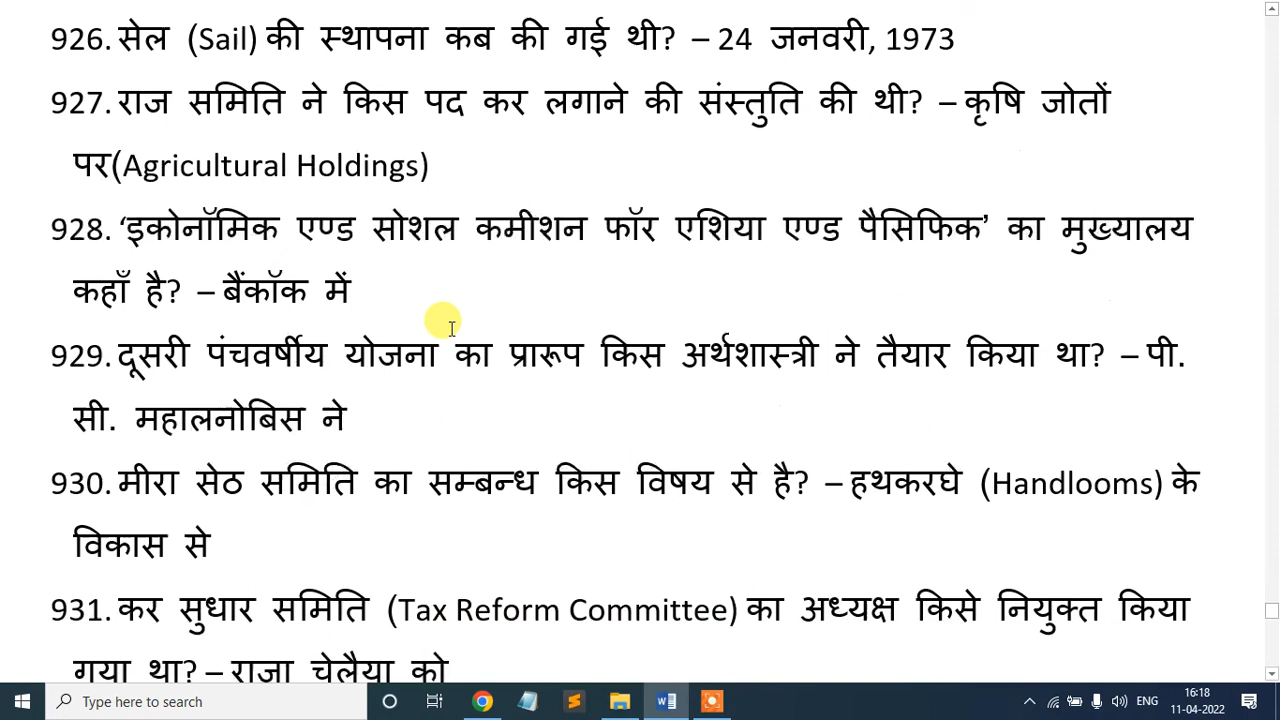 926. सेल (Sail) की स्थापना कब की गई थी? – 24 जनवरी, 1973
927. राज समिति ने किस पद कर लगाने की संस्तुति की थी? – कृषि जोतों
पर(Agricultural Holdings)
928. ‘इकोनॉमिक एण्ड सोशल कमीशन फॉर एशिया एण्ड पैसिफिक’ का मुख्यालय
कहाँ है? – बैंकॉक में
929. दूसरी पंचवर्षीय योजना का प्रारूप किस अर्थशास्त्री ने तैयार किया था? – पी.
सी. महालनोबिस ने
930. मीरा सेठ समिति का सम्बन्ध किस विषय से है? – हथकरघे (Handlooms) के
विकास से
931. कर सुधार समिति (Tax Reform Committee) का अध्यक्ष किसे नियुक्त किया
गया था? – राजा चेलैया को
Type here to search
ENG
16:18
11-04-2022